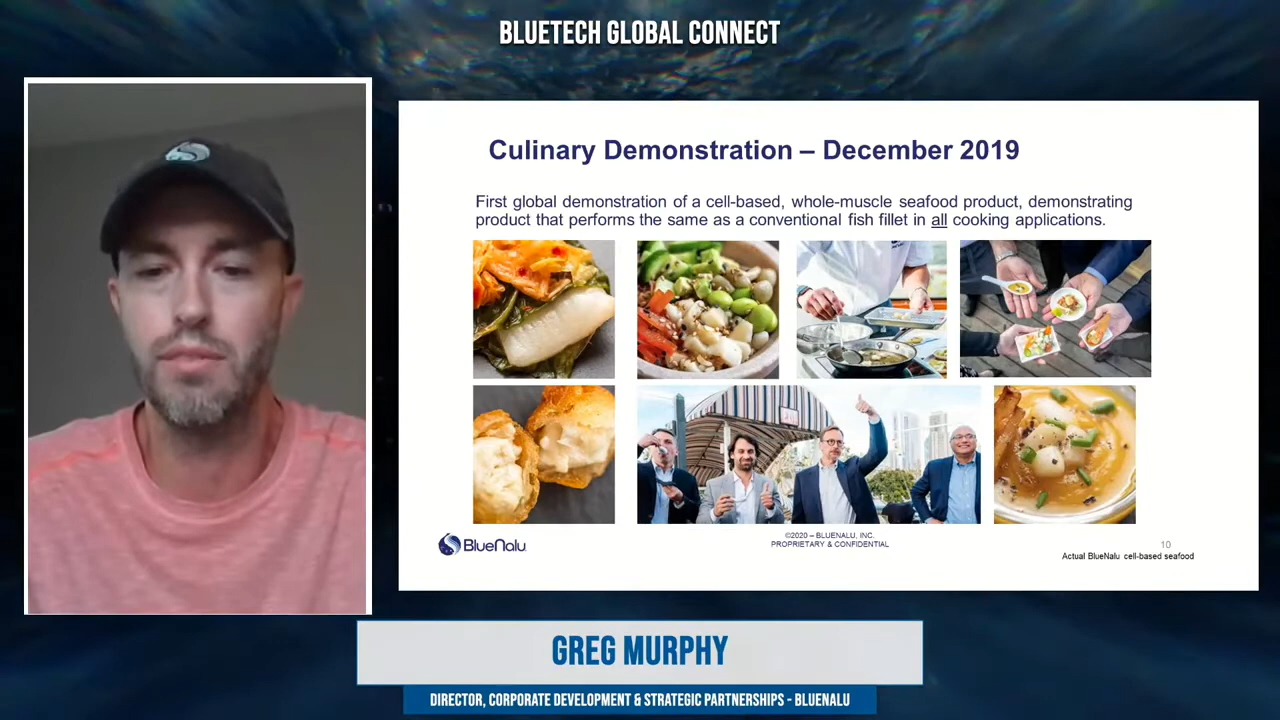 BLUETECH GLOBAL CONNECT
Culinary Demonstration – December 2019
First global demonstration of a cell-based, whole-muscle seafood product, demonstrating
product that performs the same as a conventional fish fillet in all cooking applications.
BlueNalu
©2020 – BLUENALU, INC.
PROPRIETARY & CONFIDENTIAL
10
Actual BlueNalu cell-based seafood
GREG MURPHY
DIRECTOR, CORPORATE DEVELOPMENT & STRATEGIC PARTNERSHIPS - BLUENALU